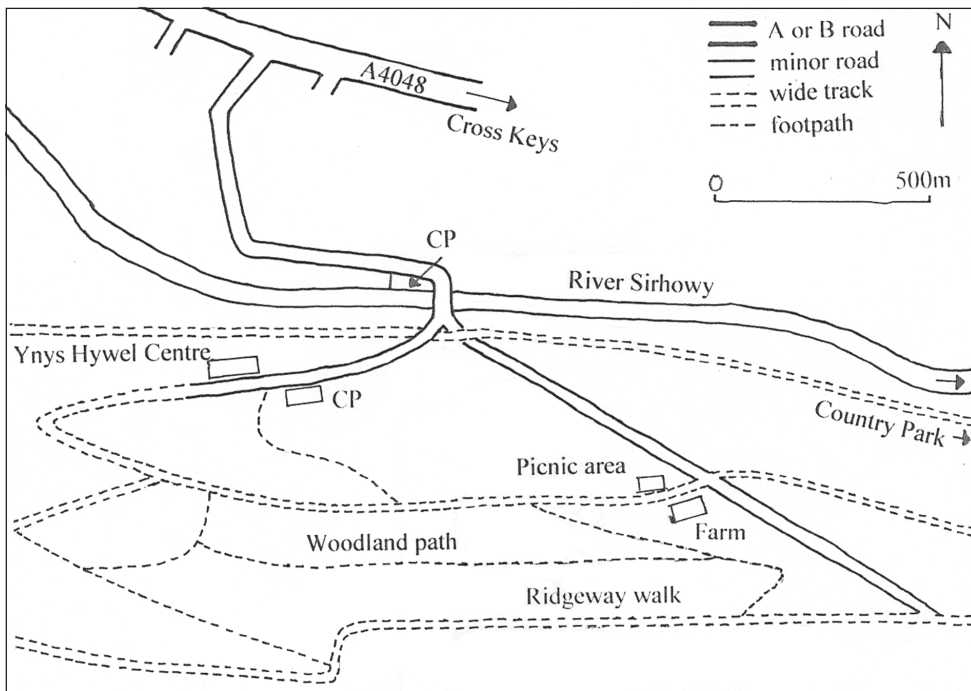 A or B road
minor road
wide track
footpath
N
0
500m
A4048
Cross Keys
CP
River Sirhowy
Ynys Hywel Centre
CP
Country Park
Picnic area
Farm
Woodland path
Ridgeway walk